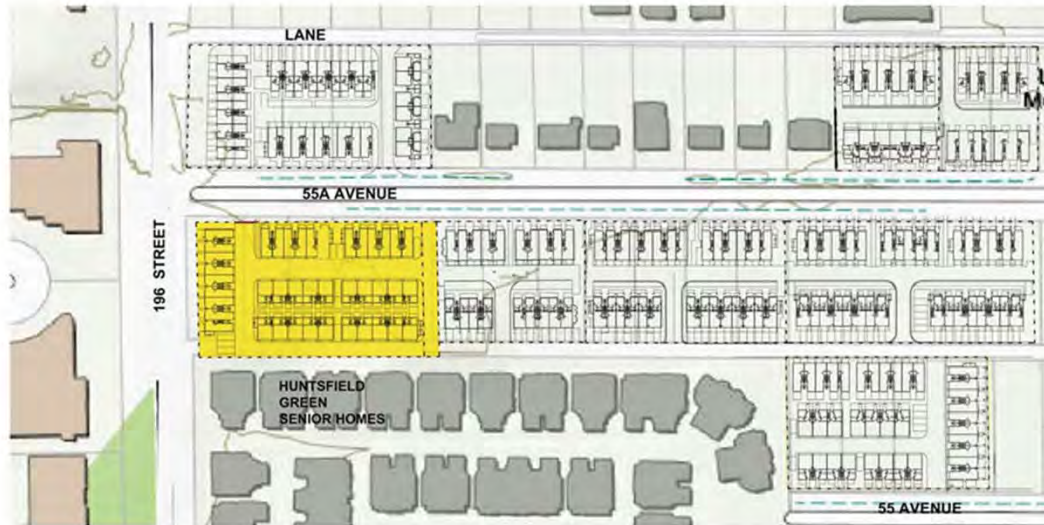 LANE
55A AVENUE
196 STREET
HUNTSFIELD
GREEN
SENIOR HOMES
55 AVENUE